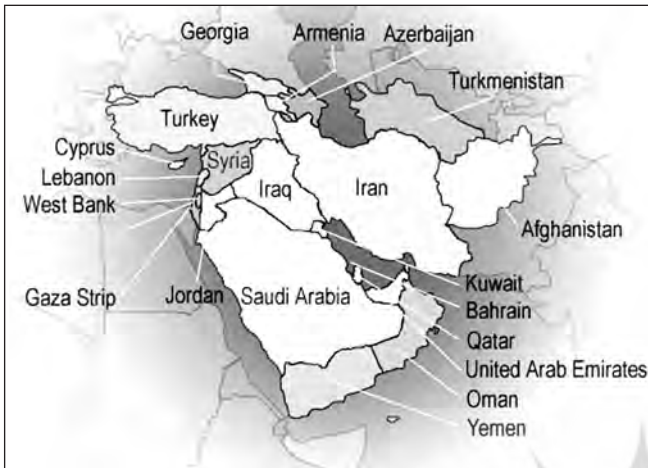 Georgia
Armenia
Azerbaijan
Turkmenistan
Turkey
Cyprus
Syria
Lebanon
Iraq
Iran
West Bank
Afghanistan
Gaza Strip
Jordan
Saudi Arabia
Kuwait
Bahrain
Qatar
United Arab Emirates
Oman
Yemen